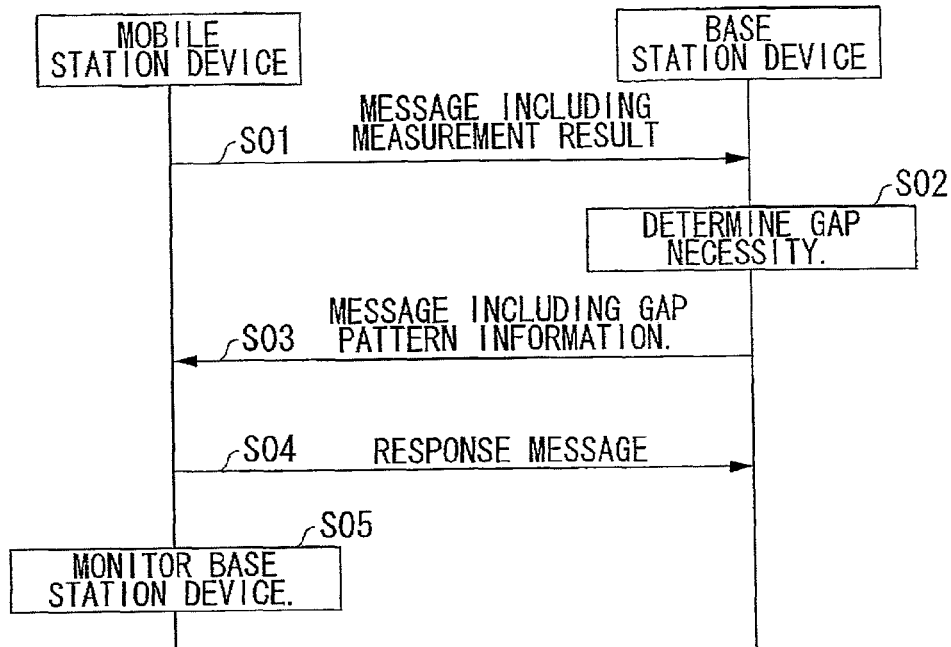 MOBILE
STATION DEVICE
BASE
STATION DEVICE
MESSAGE INCLUDING
MEASUREMENT RESULT
S01
S02
DETERMINE GAP
NECESSITY.
MESSAGE INCLUDING GAP
PATTERN INFORMATION.
S03
S04
RESPONSE MESSAGE
S05
MONITOR BASE
STATION DEVICE.